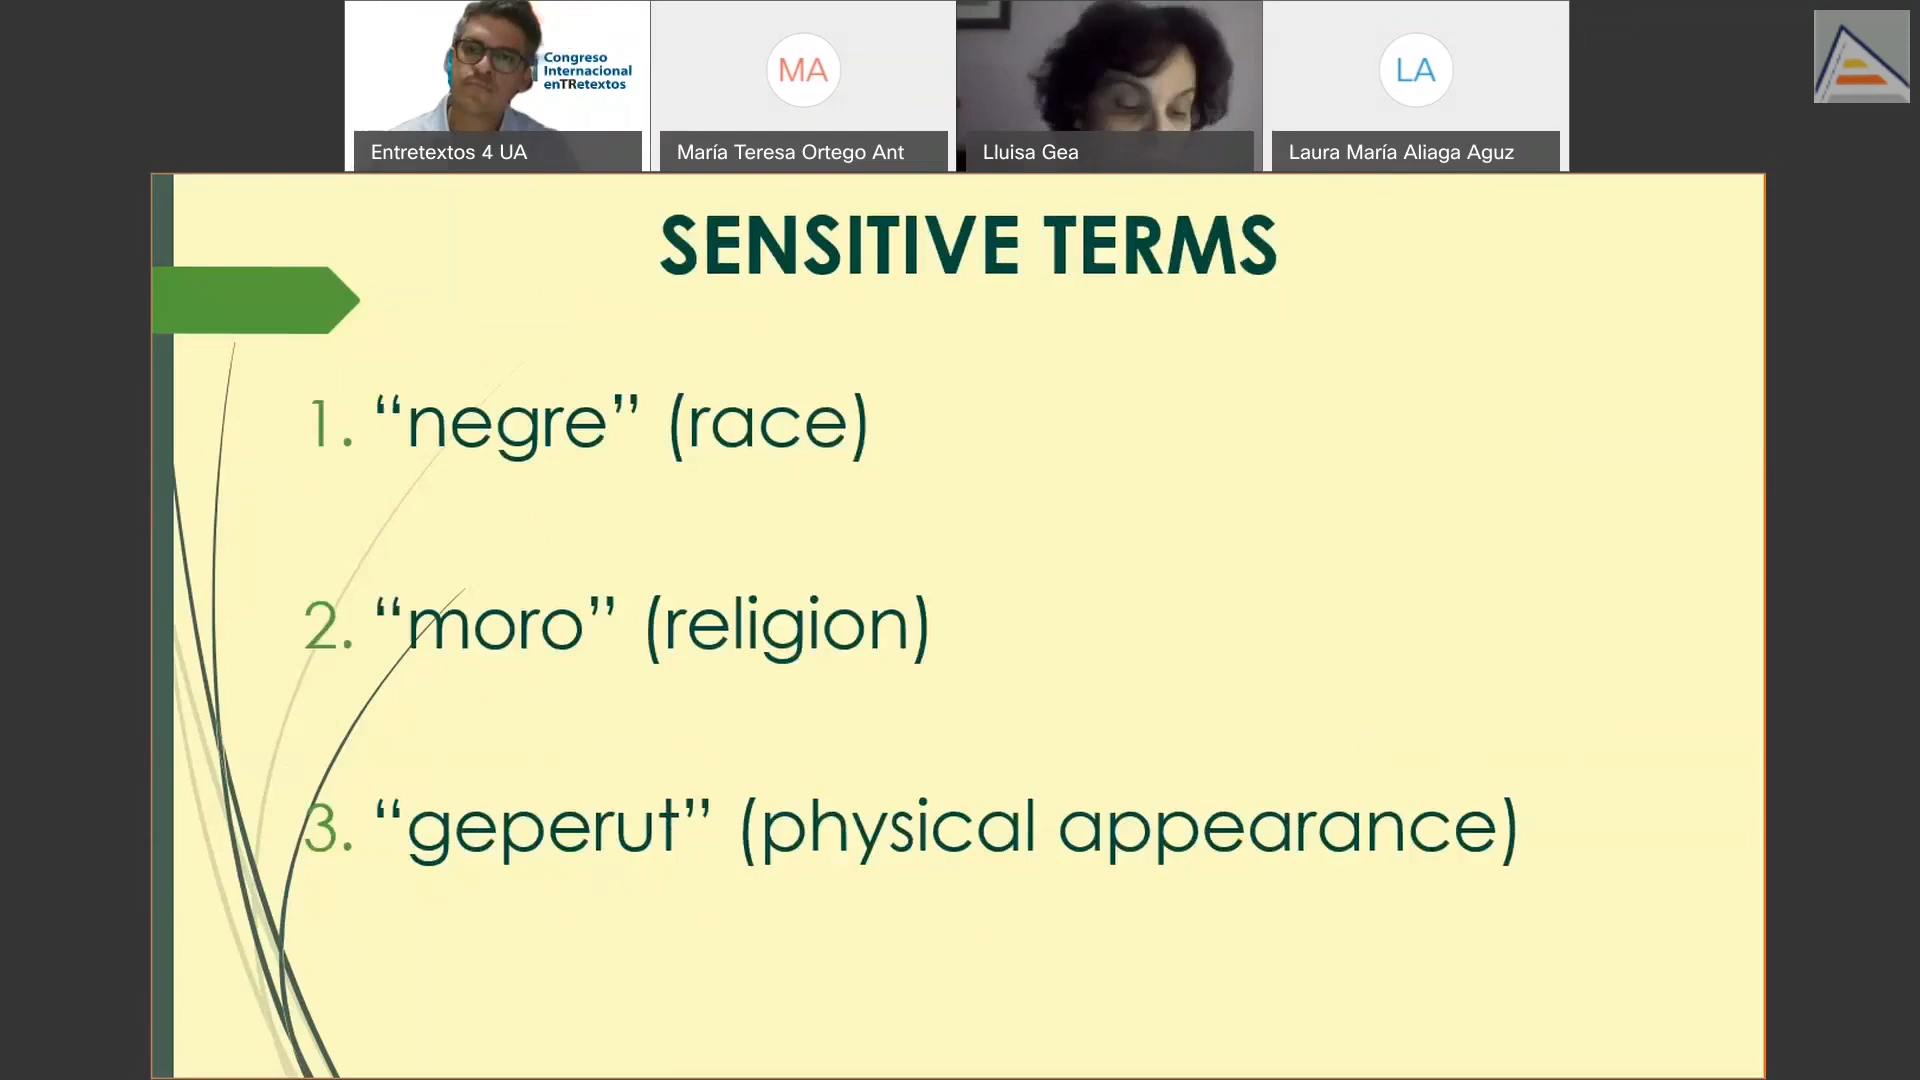 Congreso
Internacional
enTRetextos
MA
LA
Entretextos 4 UA
María Teresa Ortego Ant
Lluisa Gea
Laura María Aliaga Aguz
SENSITIVE TERMS
1. “negre” (race)
2. “moro” (religion)
3. “geperut” (physical appearance)